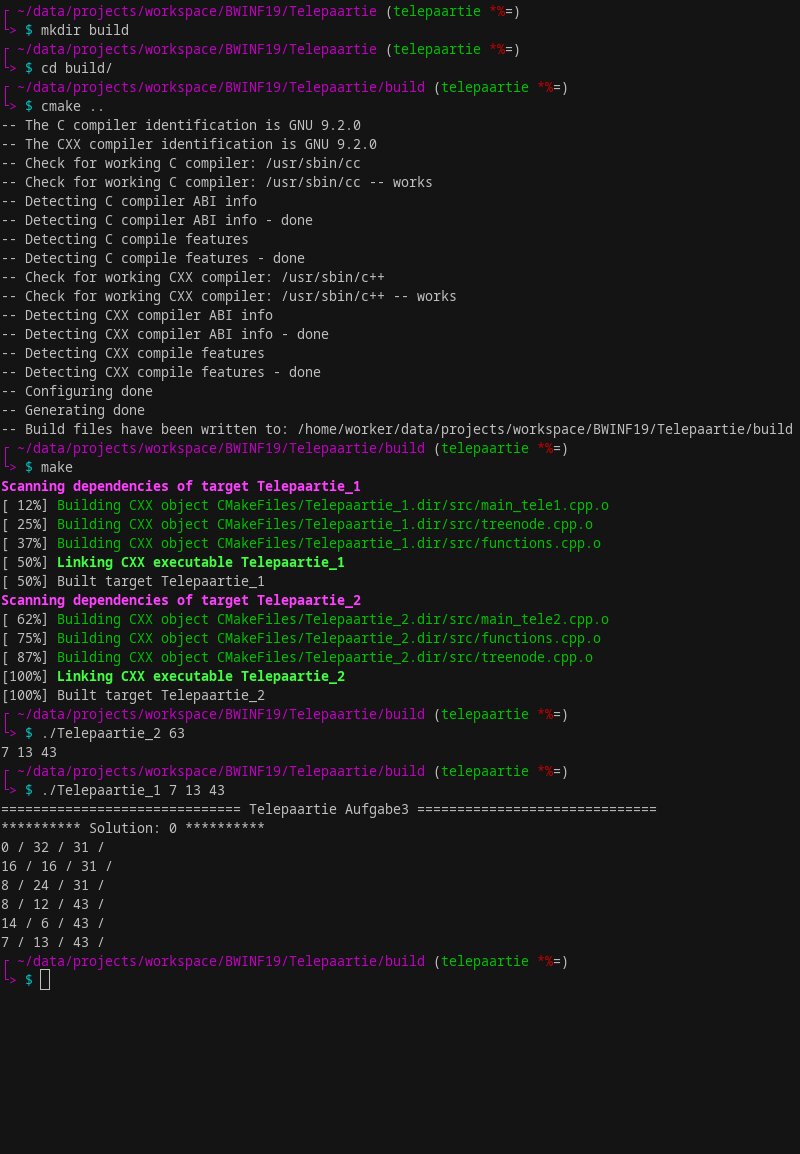 ┌ ~/data/projects/workspace/BWINF19/Telepaartie (telepaartie *%=)
└> $ mkdir build
┌ ~/data/projects/workspace/BWINF19/Telepaartie (telepaartie *%=)
└> $ cd build/
┌ ~/data/projects/workspace/BWINF19/Telepaartie/build (telepaartie *%=)
└> $ cmake ..
-- The C compiler identification is GNU 9.2.0
-- The CXX compiler identification is GNU 9.2.0
-- Check for working C compiler: /usr/sbin/cc
-- Check for working C compiler: /usr/sbin/cc -- works
-- Detecting C compiler ABI info
-- Detecting C compiler ABI info - done
-- Detecting C compile features
-- Detecting C compile features - done
-- Check for working CXX compiler: /usr/sbin/c++
-- Check for working CXX compiler: /usr/sbin/c++ -- works
-- Detecting CXX compiler ABI info
-- Detecting CXX compiler ABI info - done
-- Detecting CXX compile features
-- Detecting CXX compile features - done
-- Configuring done
-- Generating done
-- Build files have been written to: /home/worker/data/projects/workspace/BWINF19/Telepaartie/build
┌ ~/data/projects/workspace/BWINF19/Telepaartie/build (telepaartie *%=)
└> $ make
Scanning dependencies of target Telepaartie_1
[ 12%] Building CXX object CMakeFiles/Telepaartie_1.dir/src/main_tele1.cpp.o
[ 25%] Building CXX object CMakeFiles/Telepaartie_1.dir/src/treenode.cpp.o
[ 37%] Building CXX object CMakeFiles/Telepaartie_1.dir/src/functions.cpp.o
[ 50%] Linking CXX executable Telepaartie_1
[ 50%] Built target Telepaartie_1
Scanning dependencies of target Telepaartie_2
[ 62%] Building CXX object CMakeFiles/Telepaartie_2.dir/src/main_tele2.cpp.o
[ 75%] Building CXX object CMakeFiles/Telepaartie_2.dir/src/functions.cpp.o
[ 87%] Building CXX object CMakeFiles/Telepaartie_2.dir/src/treenode.cpp.o
[100%] Linking CXX executable Telepaartie_2
[100%] Built target Telepaartie_2
┌ ~/data/projects/workspace/BWINF19/Telepaartie/build (telepaartie *%=)
└> $ ./Telepaartie_2 63
7 13 43
┌ ~/data/projects/workspace/BWINF19/Telepaartie/build (telepaartie *%=)
└> $ ./Telepaartie_1 7 13 43
============================== Telepaartie Aufgabe3 ==============================
********** Solution: 0 **********
0 / 32 / 31 /
16 / 16 / 31 /
8 / 24 / 31 /
8 / 12 / 43 /
14 / 6 / 43 /
7 / 13 / 43 /
┌ ~/data/projects/workspace/BWINF19/Telepaartie/build (telepaartie *%=)
└> $